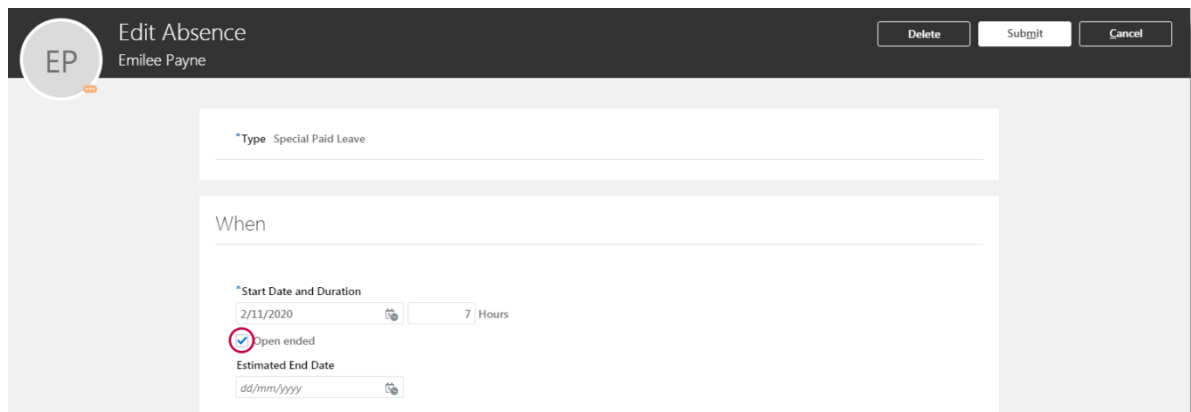 Edit Absence
EP
Emilee Payne
Delete
Submit
Cancel
*Type Special Paid Leave
When
*Start Date and Duration
2/11/2020 7 Hours
Open ended
Estimated End Date
dd/mm/yyyy